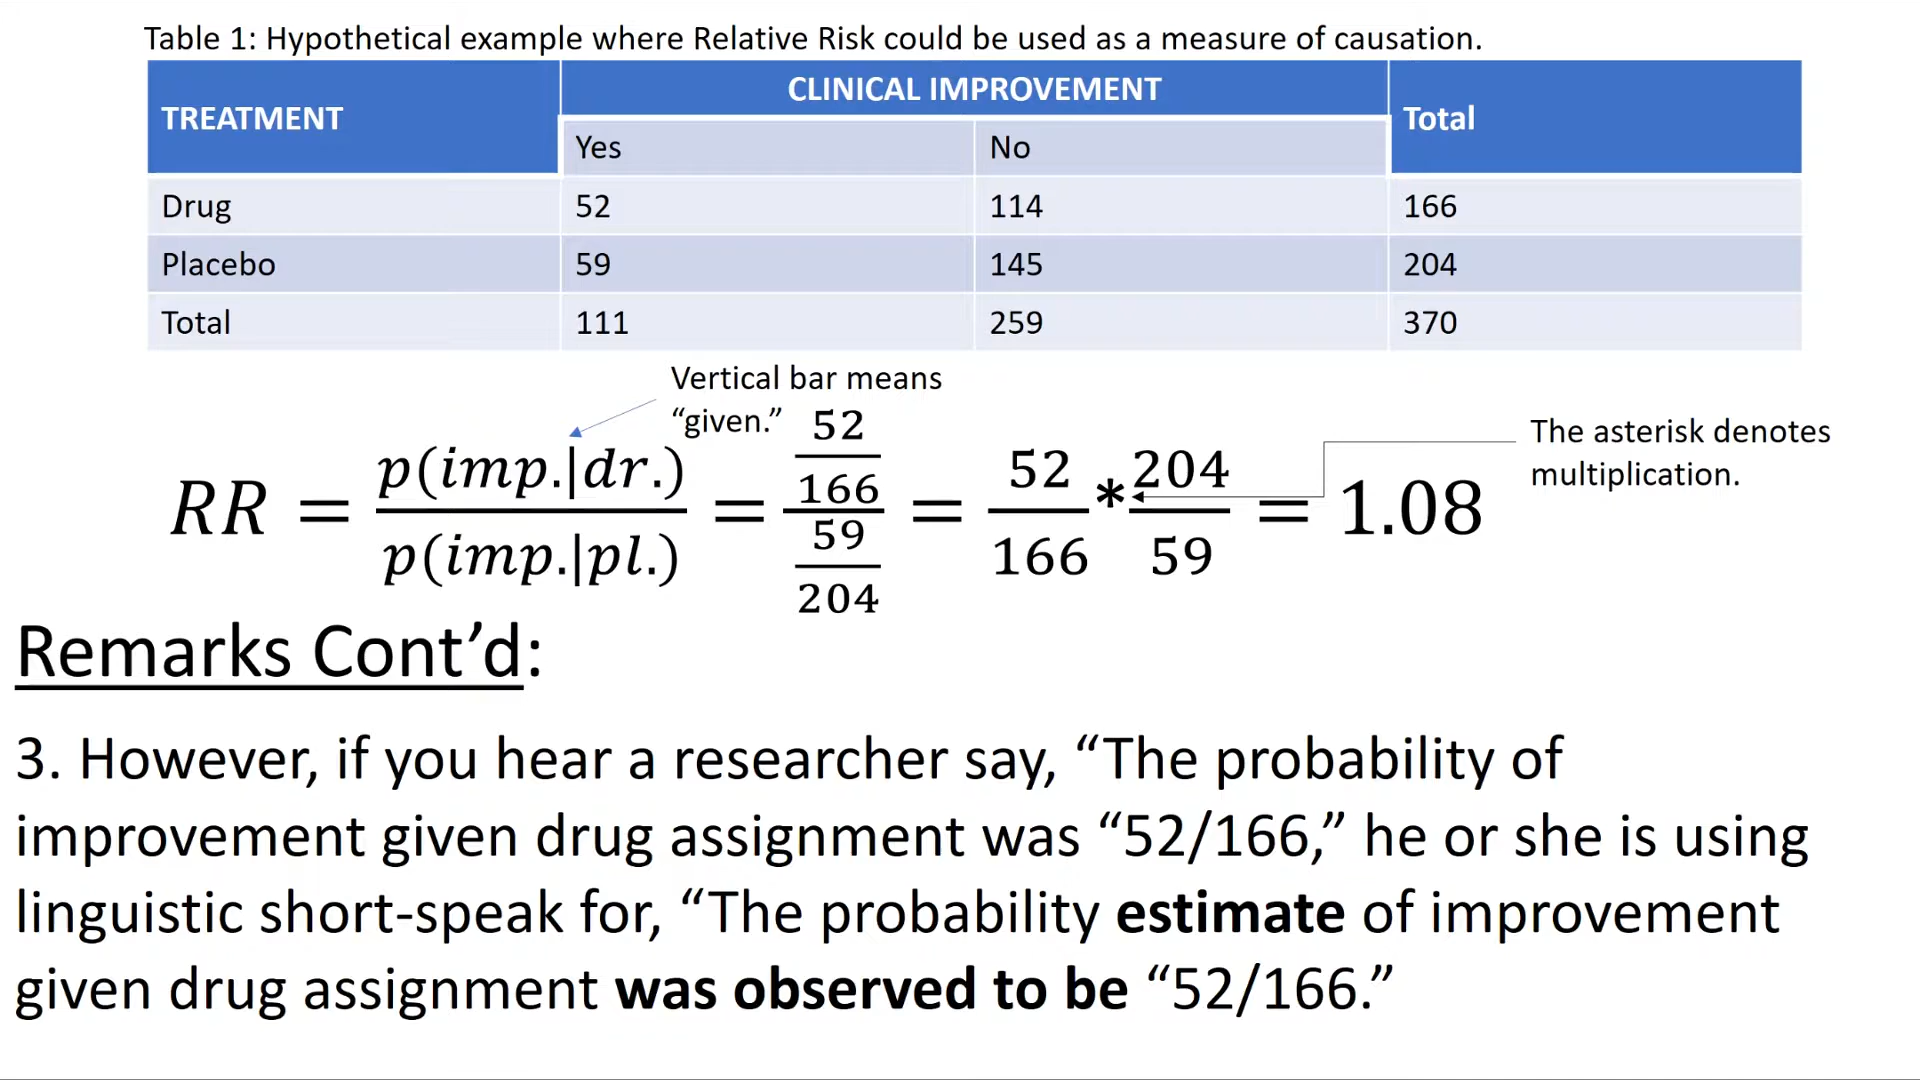 Table 1: Hypothetical example where Relative Risk could be used as a measure of causation.
TREATMENT CLINICAL IMPROVEMENT Total
Yes No
Drug 52 114 166
Placebo 59 145 204
Total 111 259 370
Vertical bar means
“given.”
The asterisk denotes
multiplication.
RR = p(imp.|dr.) / p(imp.|pl.) = 52/166 / 59/204 = 52/166 * 204/59 = 1.08
Remarks Cont’d:
3. However, if you hear a researcher say, “The probability of
improvement given drug assignment was “52/166,” he or she is using
linguistic short-speak for, “The probability estimate of improvement
given drug assignment was observed to be “52/166.”